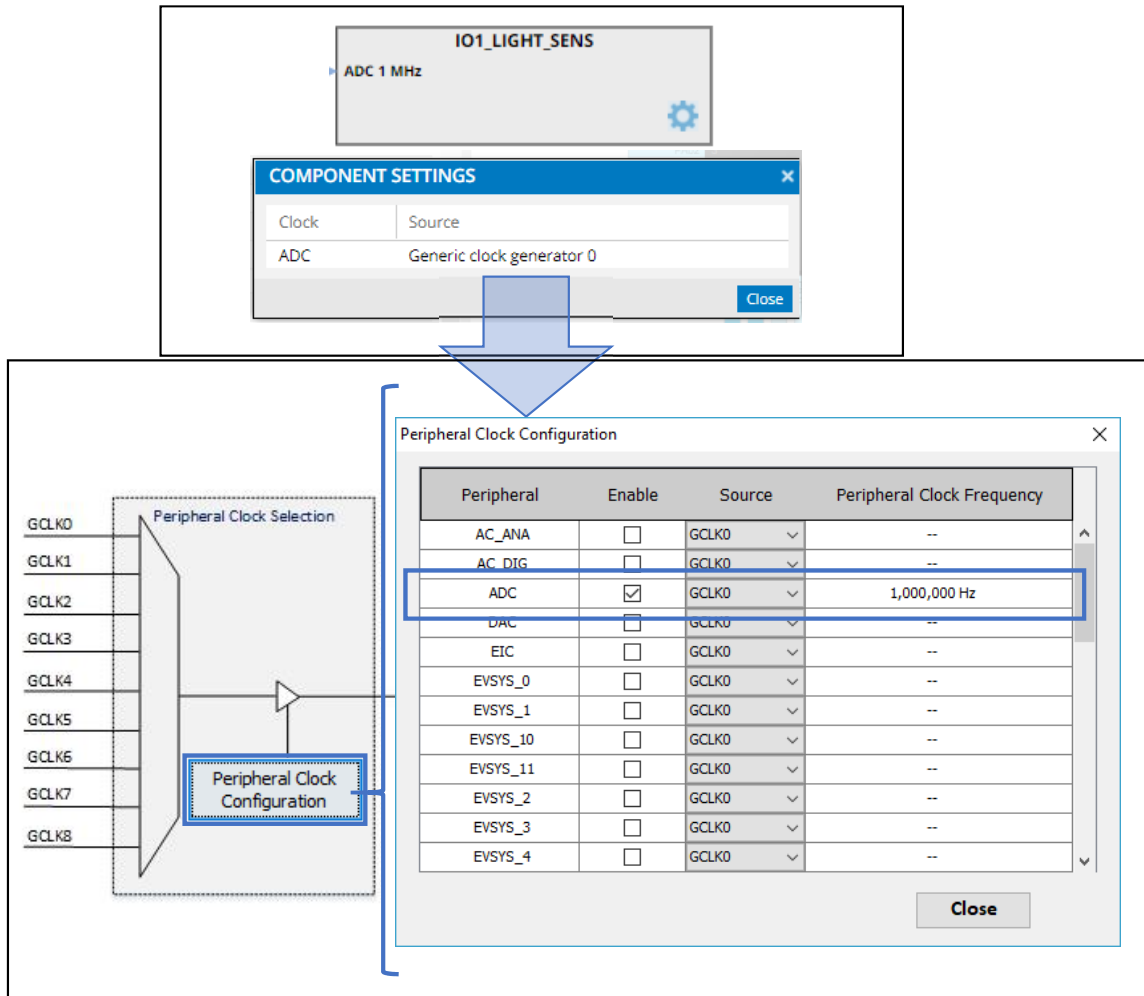 IO1_LIGHT_SENS
ADC 1 MHz
COMPONENT SETTINGS ×
Clock Source
ADC Generic clock generator 0
Close
Peripheral Clock Selection
GCLK0
GCLK1
GCLK2
GCLK3
GCLK4
GCLK5
GCLK6
GCLK7
GCLK8
Peripheral Clock
Configuration
Peripheral Clock Configuration
Peripheral Enable Source Peripheral Clock Frequency
AC_ANA GCLK0 --
AC_DIG GCLK0 --
ADC GCLK0 1,000,000 Hz
DAC GCLK0 --
EIC GCLK0 --
EVSYS_0 GCLK0 --
EVSYS_1 GCLK0 --
EVSYS_10 GCLK0 --
EVSYS_11 GCLK0 --
EVSYS_2 GCLK0 --
EVSYS_3 GCLK0 --
EVSYS_4 GCLK0 --
Close